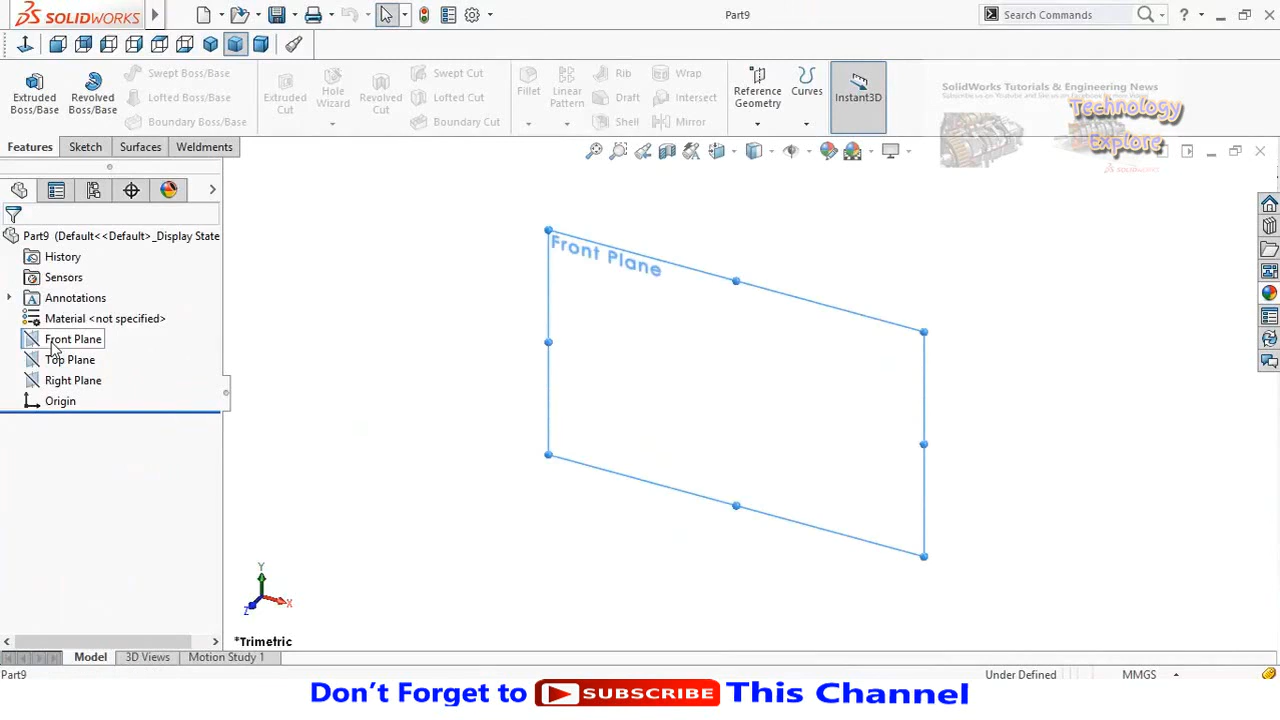 SOLIDWORKS
Part9
Search Commands
Extruded Boss/Base
Revolved Boss/Base
Swept Boss/Base
Lofted Boss/Base
Boundary Boss/Base
Extruded Cut
Hole Wizard
Revolved Cut
Swept Cut
Lofted Cut
Boundary Cut
Fillet
Linear Pattern
Rib
Draft
Shell
Wrap
Intersect
Mirror
Reference Geometry
Curves
Instant3D
SolidWorks Tutorials & Engineering News
Technology
Explore
SOLIDWORKS
Features
Sketch
Surfaces
Weldments
Part9 (Default<<Default>_Display State
History
Sensors
Annotations
Material <not specified>
Front Plane
Top Plane
Right Plane
Origin
Front Plane
Y
X
Z
*Trimetric
Model
3D Views
Motion Study 1
Part9
Under Defined
MMGS
Don't Forget to SUBSCRIBE This Channel